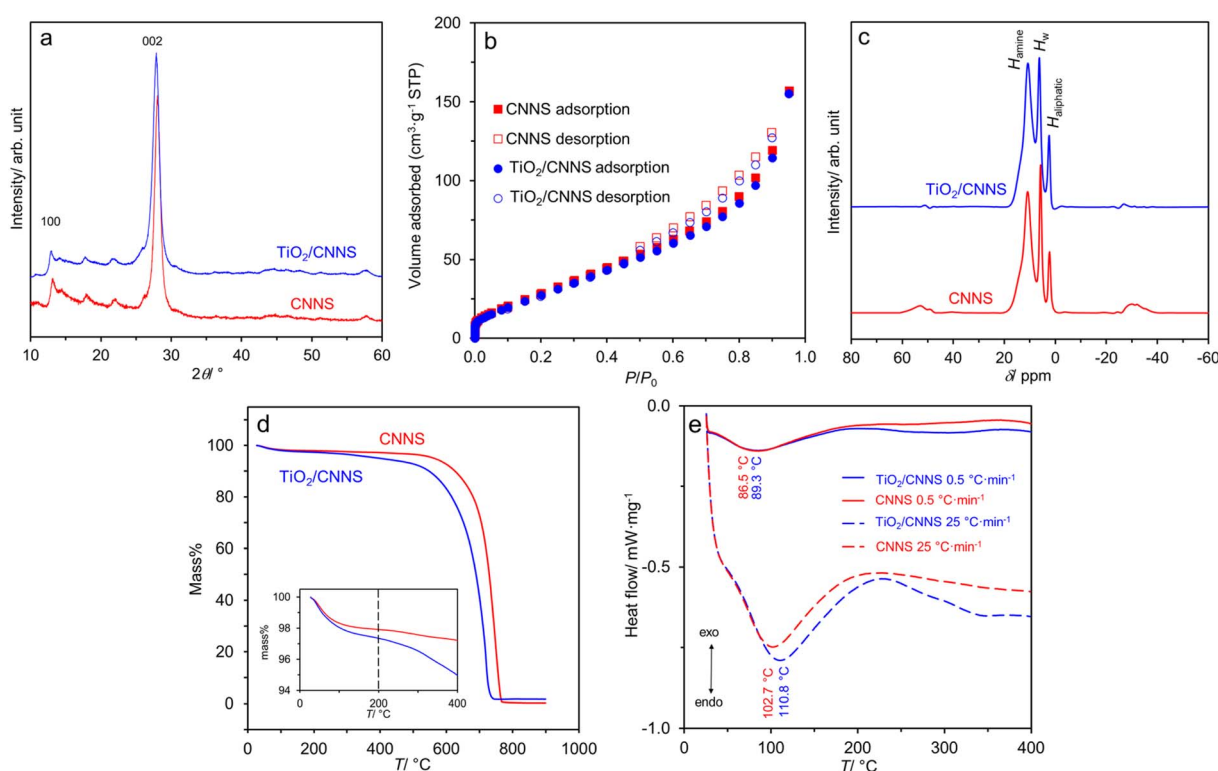 a
002
100
TiO₂/CNNS
CNNS
Intensity/ arb. unit
10 20 30 40 50 60
2θ/ °
b
200
150
100
50
0
Volume adsorbed (cm³·g⁻¹ STP)
CNNS adsorption
CNNS desorption
TiO₂/CNNS adsorption
TiO₂/CNNS desorption
0.0 0.2 0.4 0.6 0.8 1.0
P/P₀
c
H_amine
H_w
H_aliphatic
TiO₂/CNNS
CNNS
Intensity/ arb. unit
80 60 40 20 0 -20 -40 -60
δ/ ppm
d
100
80
60
40
20
0
Mass%
CNNS
TiO₂/CNNS
100
98
96
94
mass%
0 200 400
T/ °C
0 200 400 600 800 1000
T/ °C
e
0.0
-0.5
-1.0
Heat flow/ mW·mg⁻¹
86.5 °C
89.3 °C
TiO₂/CNNS 0.5 °C·min⁻¹
CNNS 0.5 °C·min⁻¹
TiO₂/CNNS 25 °C·min⁻¹
CNNS 25 °C·min⁻¹
exo
endo
102.7 °C
110.8 °C
0 100 200 300 400
T/ °C